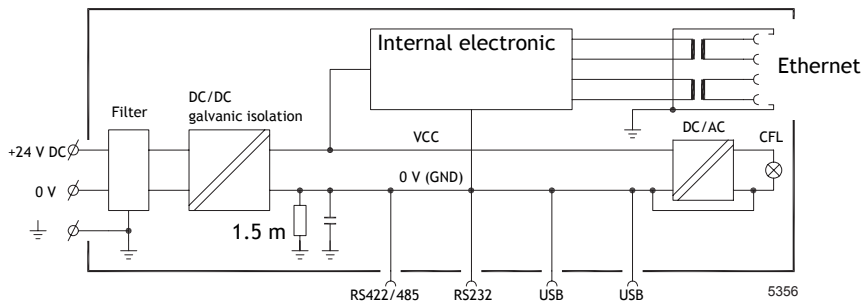 Internal electronic
Ethernet
DC/DC
galvanic isolation
Filter
DC/AC
CFL
+24 V DC
VCC
0 V
0 V (GND)
1.5 m
RS422/485
RS232
USB
USB
5356